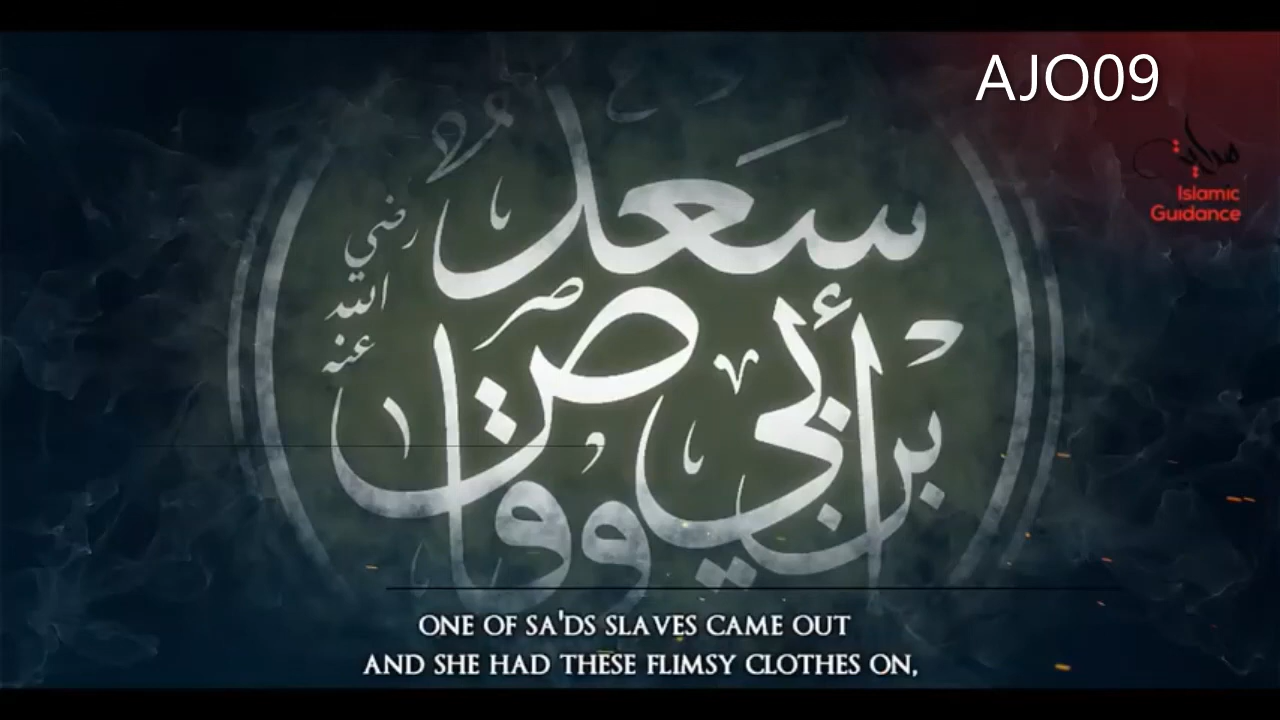 AJO09
هداية
Islamic
Guidance
سَعد
بن أبي وقاص
رضي
الله
عنه
ONE OF SA'DS SLAVES CAME OUT
AND SHE HAD THESE FLIMSY CLOTHES ON,